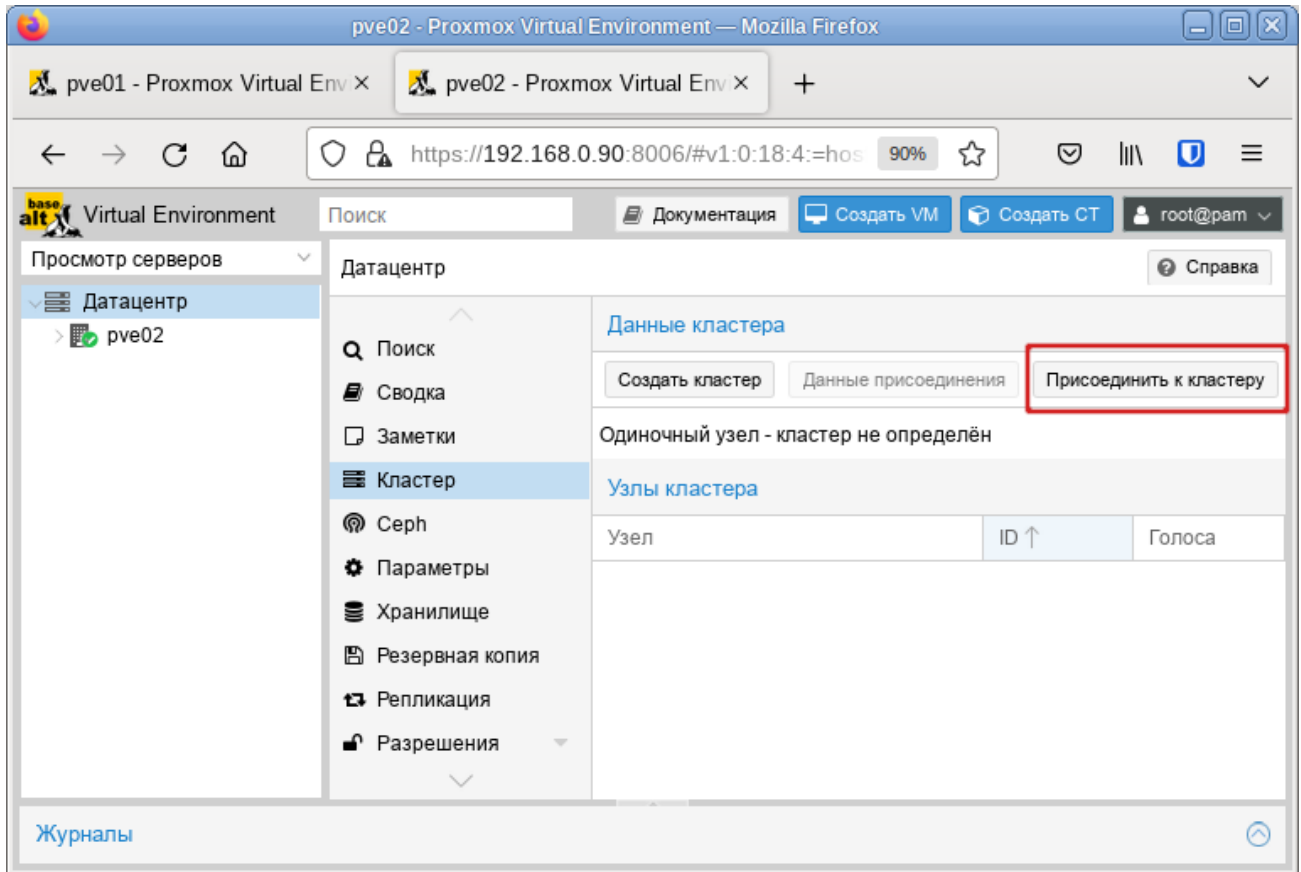 pve02 - Proxmox Virtual Environment — Mozilla Firefox
pve01 - Proxmox Virtual Env
pve02 - Proxmox Virtual Env
https://192.168.0.90:8006/#v1:0:18:4:=hos 90%
base alt Virtual Environment
Поиск
Документация
Создать VM
Создать CT
root@pam
Просмотр серверов
Датацентр
pve02
Датацентр
Справка
Поиск
Сводка
Заметки
Кластер
Ceph
Параметры
Хранилище
Резервная копия
Репликация
Разрешения
Данные кластера
Создать кластер
Данные присоединения
Присоединить к кластеру
Одиночный узел - кластер не определён
Узлы кластера
Узел ID Голоса
Журналы